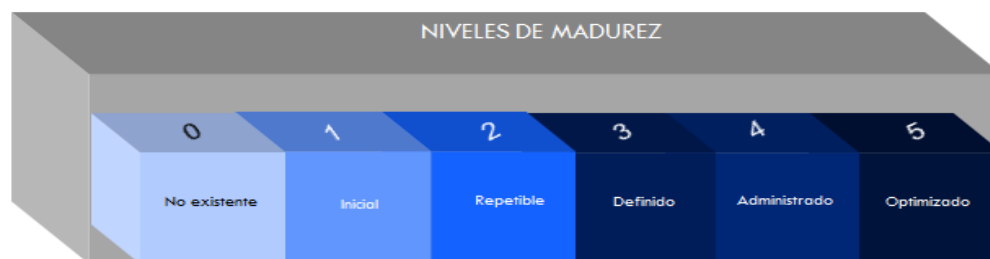 NIVELES DE MADUREZ
0 1 2 3 4 5
No existente Inicial Repetible Definido Administrado Optimizado